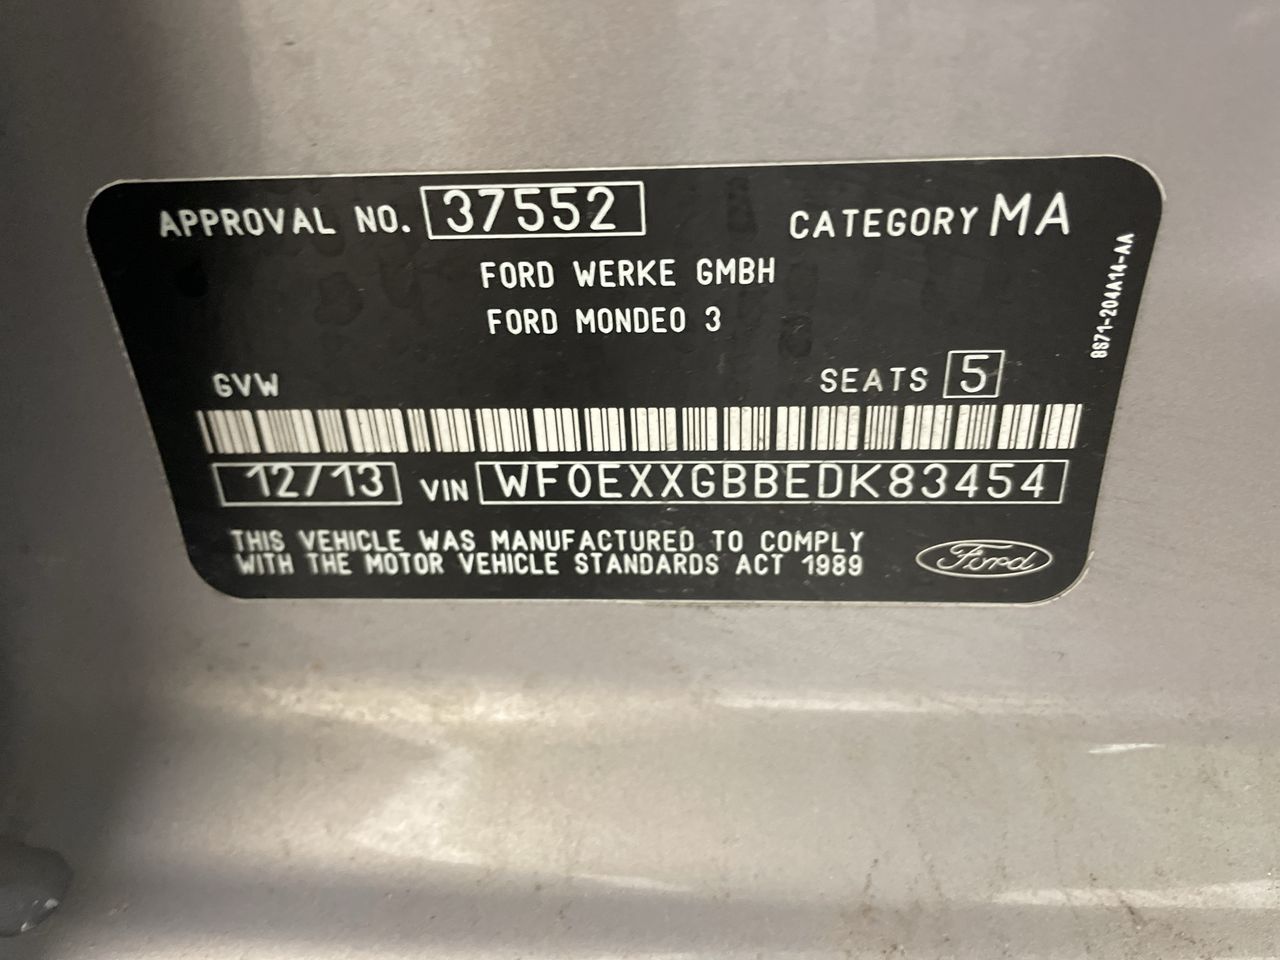 APPROVAL NO. 37552 CATEGORY MA
FORD WERKE GMBH
FORD MONDEO 3
8S71-204A14-AA
GVW SEATS 5
12/13 VIN WF0EXXGBBEDK83454
THIS VEHICLE WAS MANUFACTURED TO COMPLY
WITH THE MOTOR VEHICLE STANDARDS ACT 1989
Ford